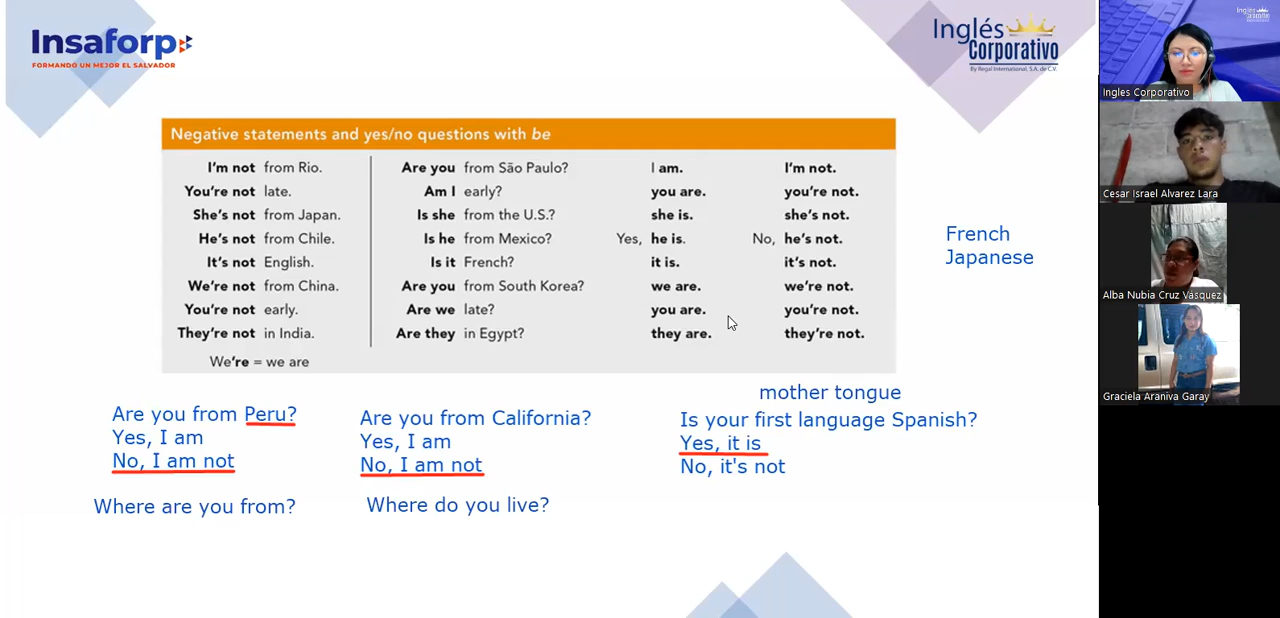 Insaforp
FORMANDO UN MEJOR EL SALVADOR
Inglés
Corporativo
By Regal International, S.A. de C.V.
Negative statements and yes/no questions with be
I'm not from Rio. Are you from São Paulo? I am. I'm not.
You're not late. Am I early? you are. you're not.
She's not from Japan. Is she from the U.S.? she is. she's not.
He's not from Chile. Is he from Mexico? Yes, he is. No, he's not.
It's not English. Is it French? it is. it's not.
We're not from China. Are you from South Korea? we are. we're not.
You're not early. Are we late? you are. you're not.
They're not in India. Are they in Egypt? they are. they're not.
We're = we are
French
Japanese
Are you from Peru?
Yes, I am
No, I am not
Where are you from?
Are you from California?
Yes, I am
No, I am not
Where do you live?
mother tongue
Is your first language Spanish?
Yes, it is
No, it's not
Ingles Corporativo
Cesar Israel Alvarez Lara
Alba Nubia Cruz Vásquez
Graciela Araniva Garay